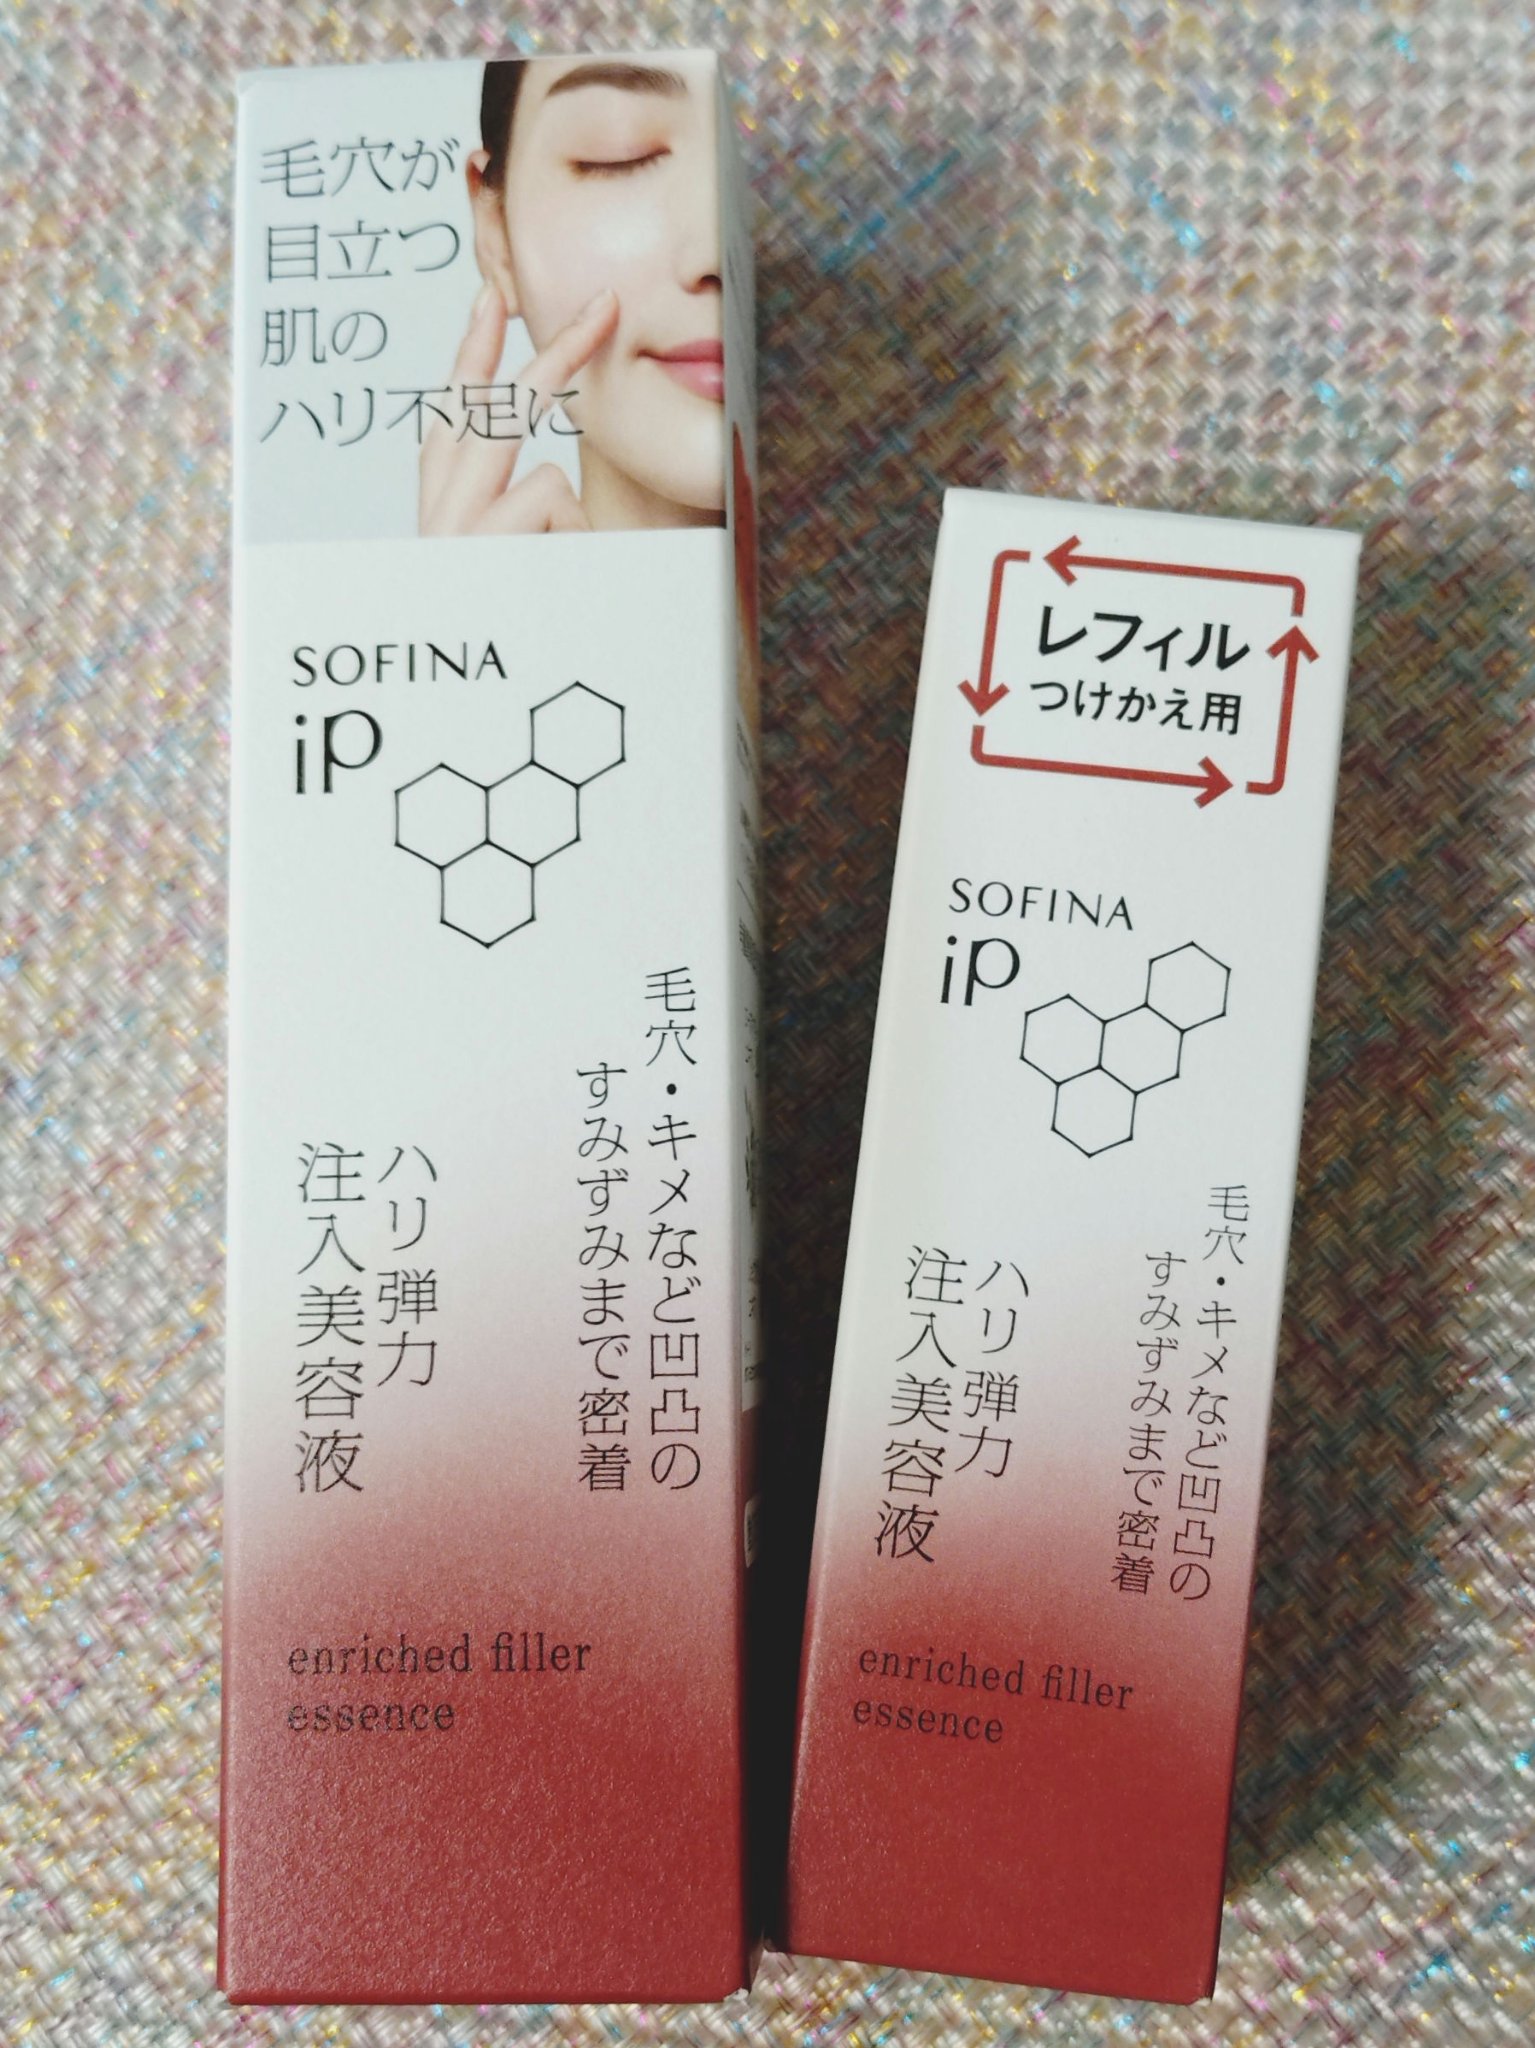 毛穴が
目立つ
肌の
ハリ不足に
SOFINA
iP
毛穴・キメなど凹凸の
すみずみまで密着
ハリ弾力
注入美容液
enriched filler
essence
レフィル
つけかえ用
SOFINA
iP
毛穴・キメなど凹凸の
すみずみまで密着
ハリ弾力
注入美容液
enriched filler
essence